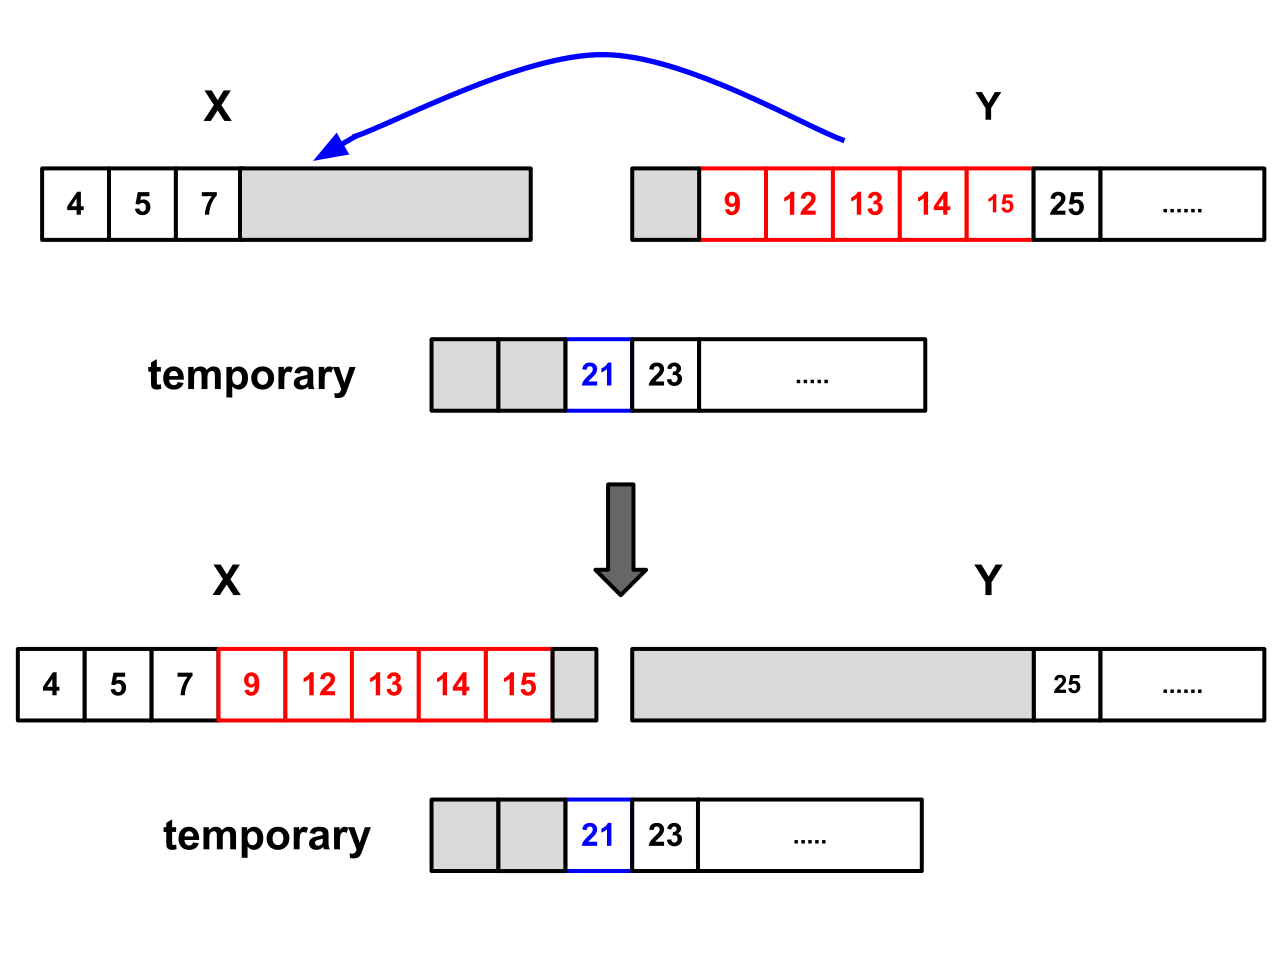 X Y
4 5 7 9 12 13 14 15 25 ......
temporary 21 23 .....
X Y
4 5 7 9 12 13 14 15 25 ......
temporary 21 23 .....